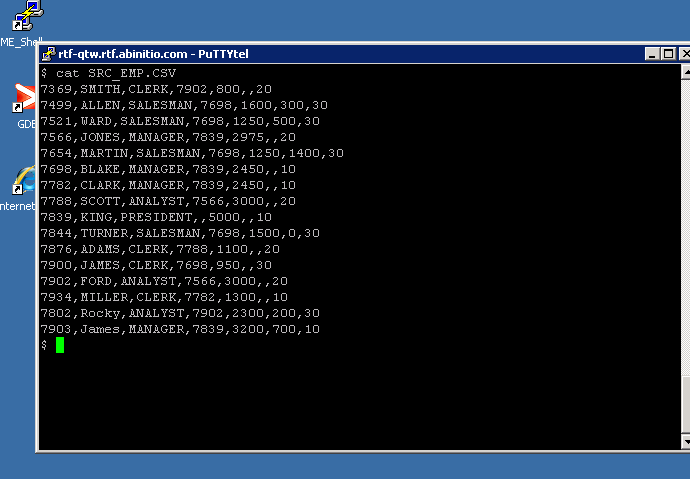 ME_Shell
rtf-qtw.rtf.abinitio.com - PuTTYtel
$ cat SRC_EMP.CSV
7369,SMITH,CLERK,7902,800,,20
7499,ALLEN,SALESMAN,7698,1600,300,30
7521,WARD,SALESMAN,7698,1250,500,30
7566,JONES,MANAGER,7839,2975,,20
7654,MARTIN,SALESMAN,7698,1250,1400,30
7698,BLAKE,MANAGER,7839,2450,,10
7782,CLARK,MANAGER,7839,2450,,10
7788,SCOTT,ANALYST,7566,3000,,20
7839,KING,PRESIDENT,,5000,,10
7844,TURNER,SALESMAN,7698,1500,0,30
7876,ADAMS,CLERK,7788,1100,,20
7900,JAMES,CLERK,7698,950,,30
7902,FORD,ANALYST,7566,3000,,20
7934,MILLER,CLERK,7782,1300,,10
7802,Rocky,ANALYST,7902,2300,200,30
7903,James,MANAGER,7839,3200,700,10
$
GDE
nternet